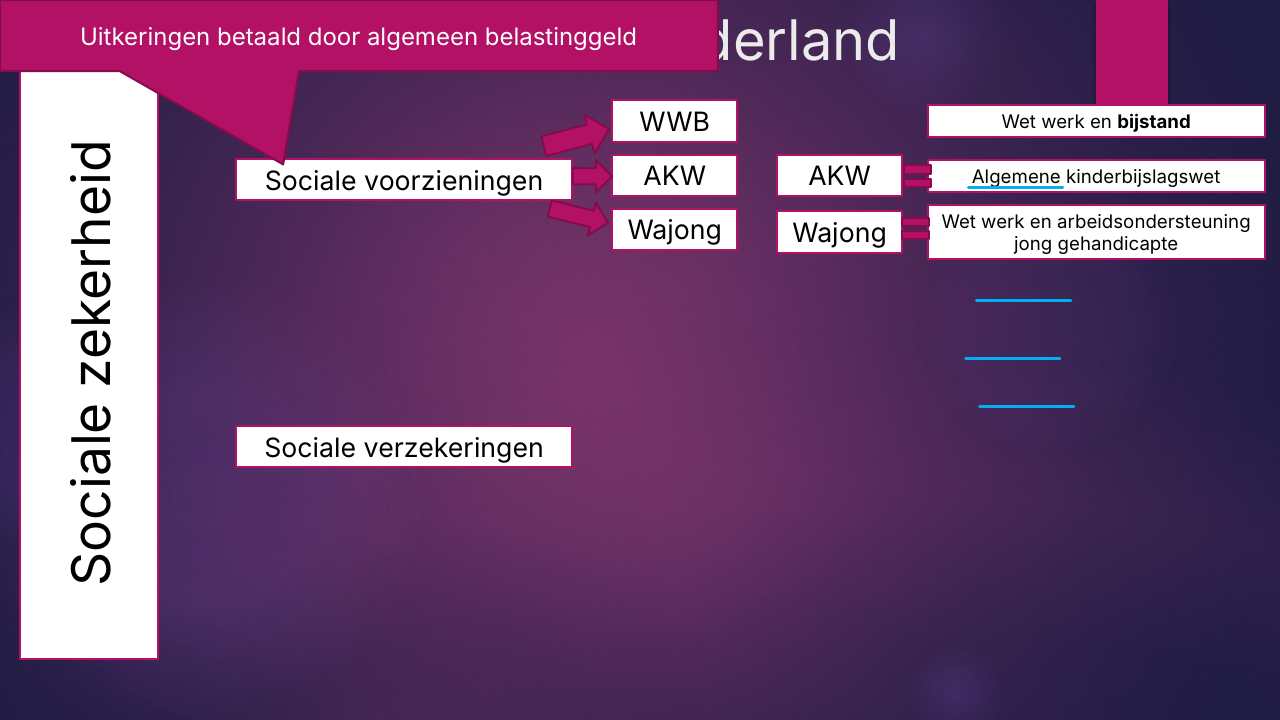 Uitkeringen betaald door algemeen belastinggeld
derland
Sociale zekerheid
Sociale voorzieningen
WWB
AKW
Wajong
AKW
Wajong
Wet werk en bijstand
Algemene kinderbijslagswet
Wet werk en arbeidsondersteuning
jong gehandicapte
Sociale verzekeringen